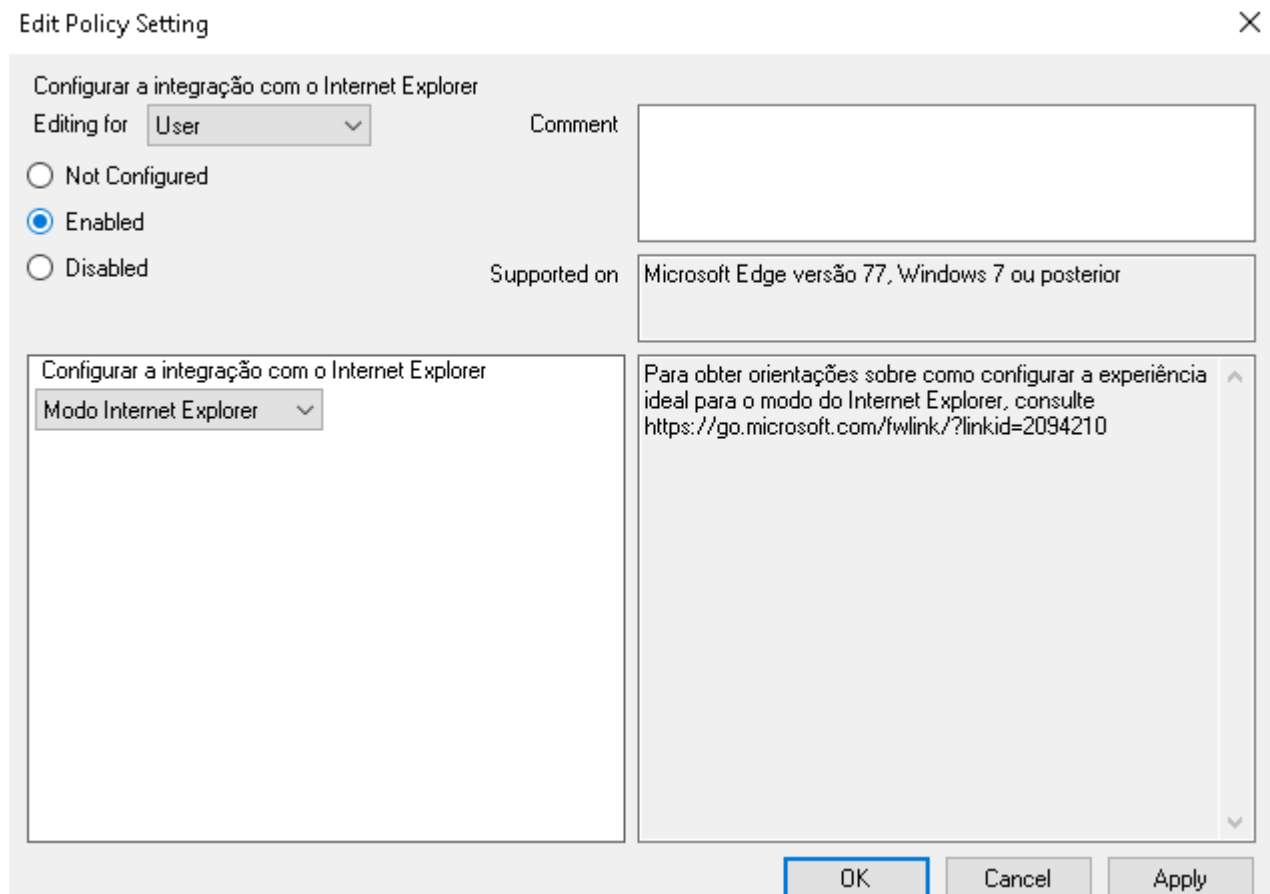 Edit Policy Setting
Configurar a integração com o Internet Explorer
Editing for User
Comment
Not Configured
Enabled
Disabled
Supported on
Microsoft Edge versão 77, Windows 7 ou posterior
Configurar a integração com o Internet Explorer
Modo Internet Explorer
Para obter orientações sobre como configurar a experiência
ideal para o modo do Internet Explorer, consulte
https://go.microsoft.com/fwlink/?linkid=2094210
OK Cancel Apply